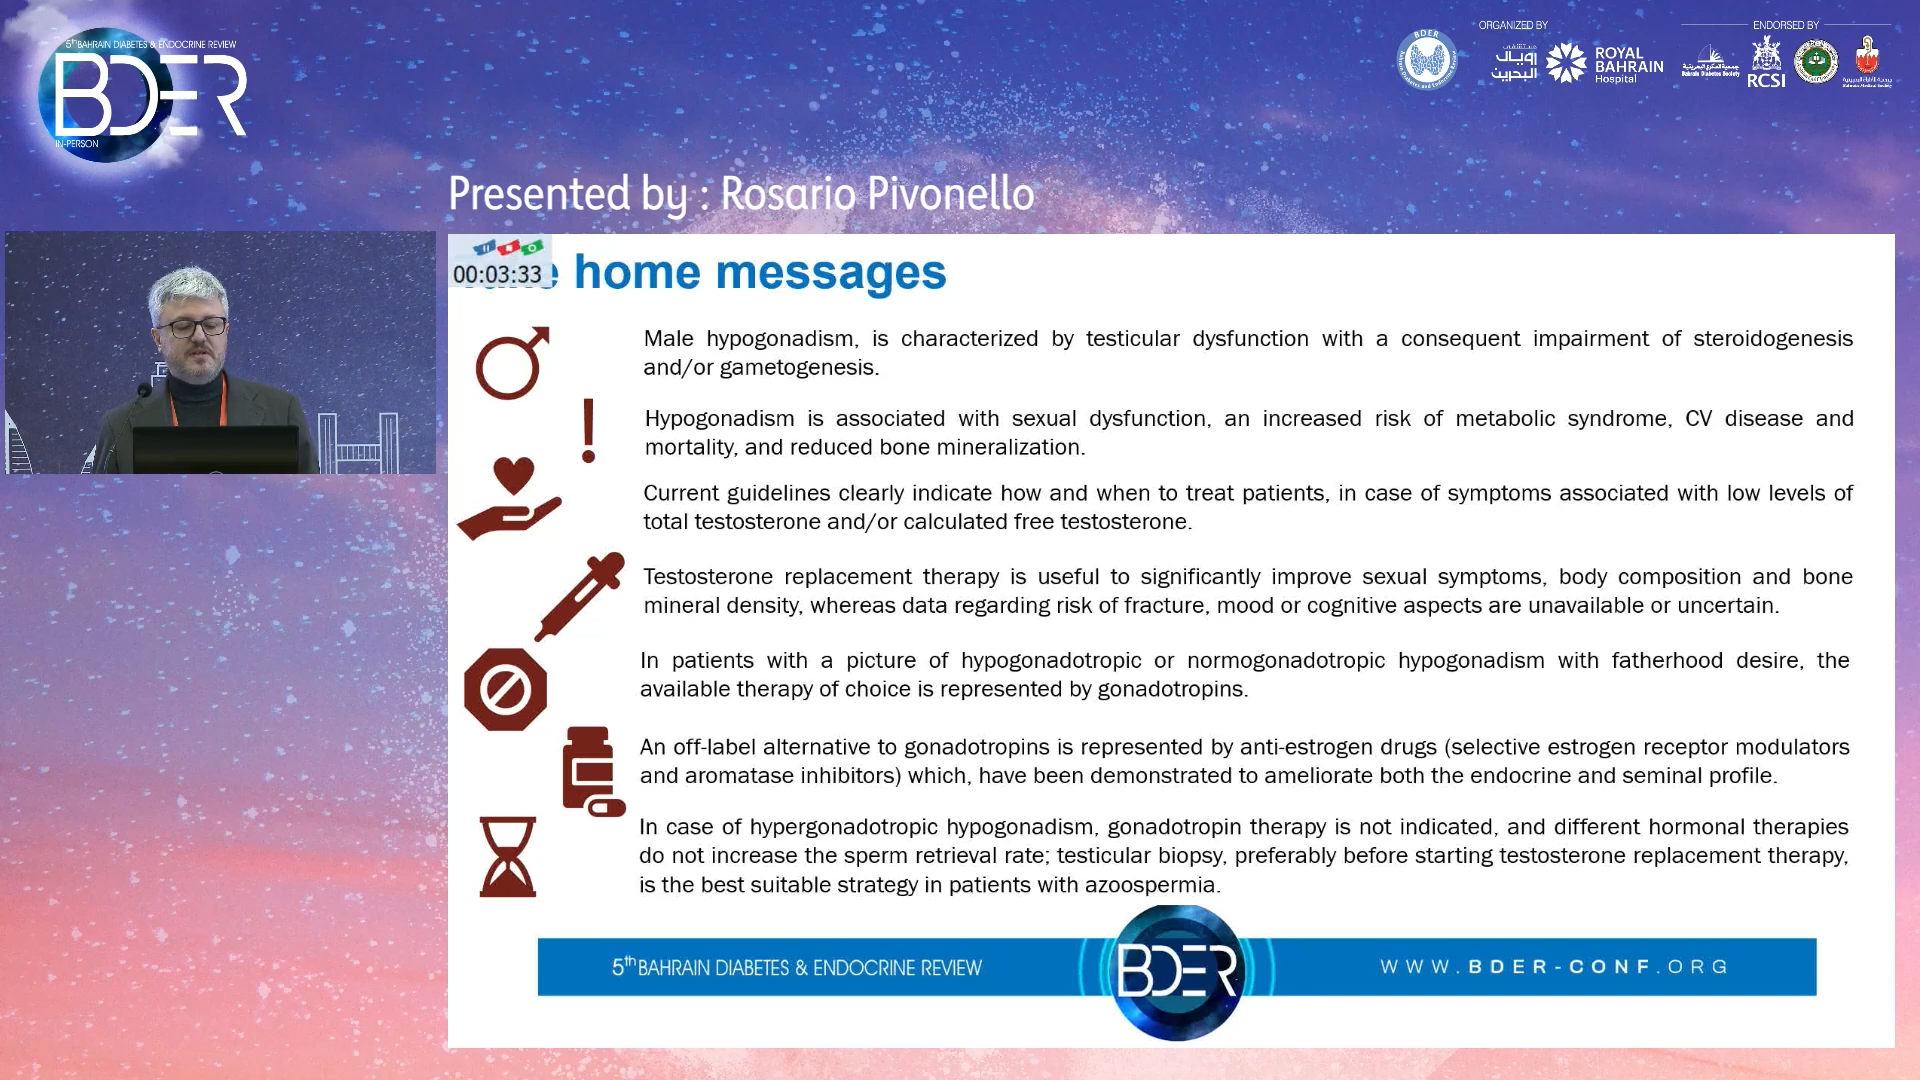 5th BAHRAIN DIABETES & ENDOCRINE REVIEW
BDER
IN-PERSON
ORGANIZED BY
ENDORSED BY
BDER
مستشفى
رويال
البحرين
ROYAL
BAHRAIN
Hospital
Bahrain Diabetes Society
RCSI
Bahrain Medical Society
Presented by : Rosario Pivonello
00:03:33
home messages
Male hypogonadism, is characterized by testicular dysfunction with a consequent impairment of steroidogenesis
and/or gametogenesis.
Hypogonadism is associated with sexual dysfunction, an increased risk of metabolic syndrome, CV disease and
mortality, and reduced bone mineralization.
Current guidelines clearly indicate how and when to treat patients, in case of symptoms associated with low levels of
total testosterone and/or calculated free testosterone.
Testosterone replacement therapy is useful to significantly improve sexual symptoms, body composition and bone
mineral density, whereas data regarding risk of fracture, mood or cognitive aspects are unavailable or uncertain.
In patients with a picture of hypogonadotropic or normogonadotropic hypogonadism with fatherhood desire, the
available therapy of choice is represented by gonadotropins.
An off-label alternative to gonadotropins is represented by anti-estrogen drugs (selective estrogen receptor modulators
and aromatase inhibitors) which, have been demonstrated to ameliorate both the endocrine and seminal profile.
In case of hypergonadotropic hypogonadism, gonadotropin therapy is not indicated, and different hormonal therapies
do not increase the sperm retrieval rate; testicular biopsy, preferably before starting testosterone replacement therapy,
is the best suitable strategy in patients with azoospermia.
5th BAHRAIN DIABETES & ENDOCRINE REVIEW
BDER
WWW.BDER-CONF.ORG